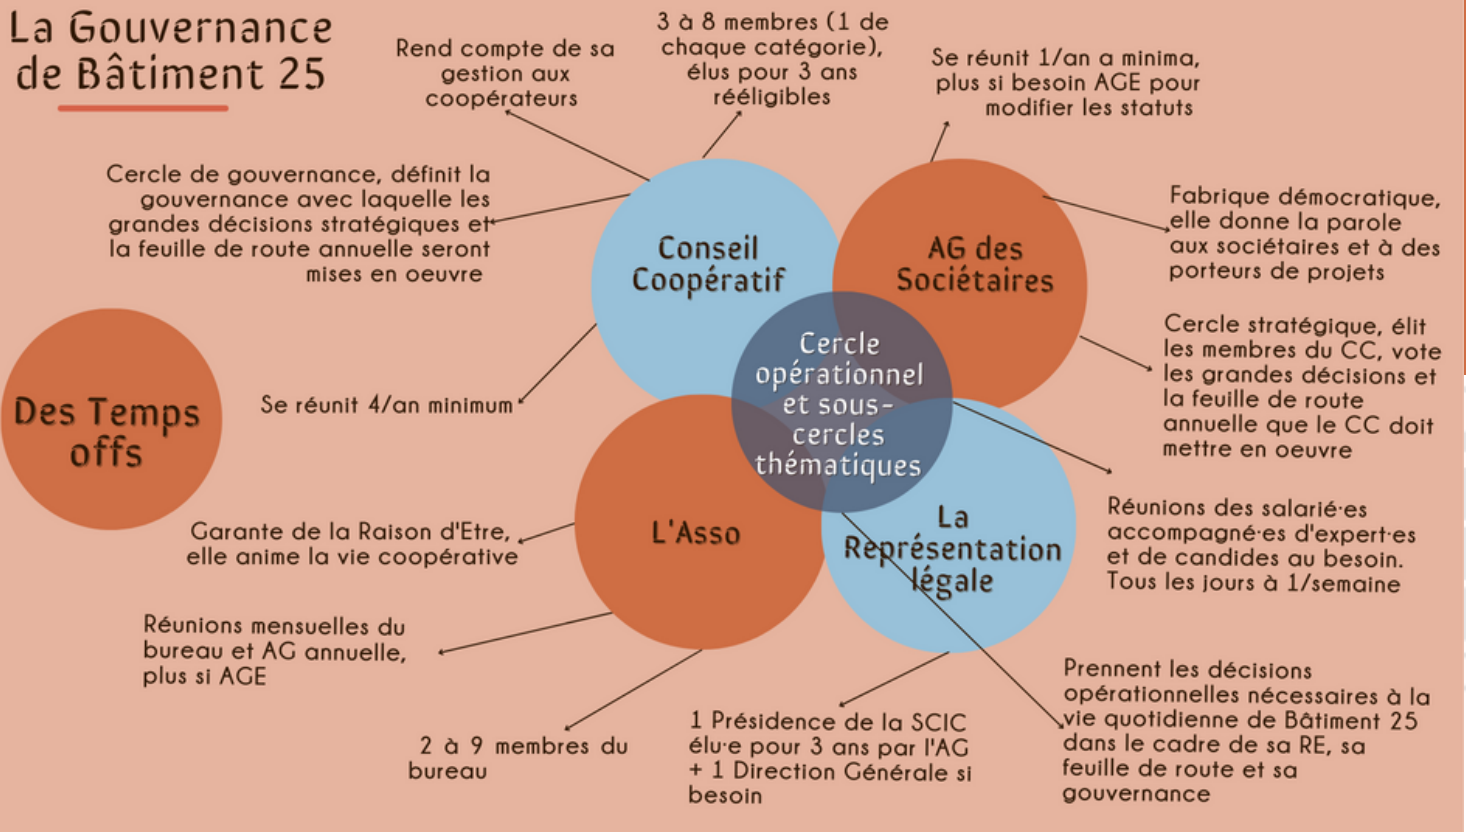 La Gouvernance
de Bâtiment 25
Rend compte de sa
gestion aux
coopérateurs
3 à 8 membres (1 de
chaque catégorie),
élus pour 3 ans
rééligibles
Se réunit 1/an a minima,
plus si besoin AGE pour
modifier les statuts
Cercle de gouvernance, définit la
gouvernance avec laquelle les
grandes décisions stratégiques et
la feuille de route annuelle seront
mises en oeuvre
Conseil
Coopératif
AG des
Sociétaires
Fabrique démocratique,
elle donne la parole
aux sociétaires et à des
porteurs de projets
Cercle stratégique, élit
les membres du CC, vote
les grandes décisions et
la feuille de route
annuelle que le CC doit
mettre en oeuvre
Des Temps
offs
Se réunit 4/an minimum
Cercle
opérationnel
et sous-
cercles
thématiques
Garante de la Raison d'Etre,
elle anime la vie coopérative
L'Asso
La
Représentation
légale
Réunions des salarié·es
accompagné·es d'expert·es
et de candides au besoin.
Tous les jours à 1/semaine
Réunions mensuelles du
bureau et AG annuelle,
plus si AGE
2 à 9 membres du
bureau
1 Présidence de la SCIC
élu·e pour 3 ans par l'AG
+ 1 Direction Générale si
besoin
Prennent les décisions
opérationnelles nécessaires à la
vie quotidienne de Bâtiment 25
dans le cadre de sa RE, sa
feuille de route et sa
gouvernance